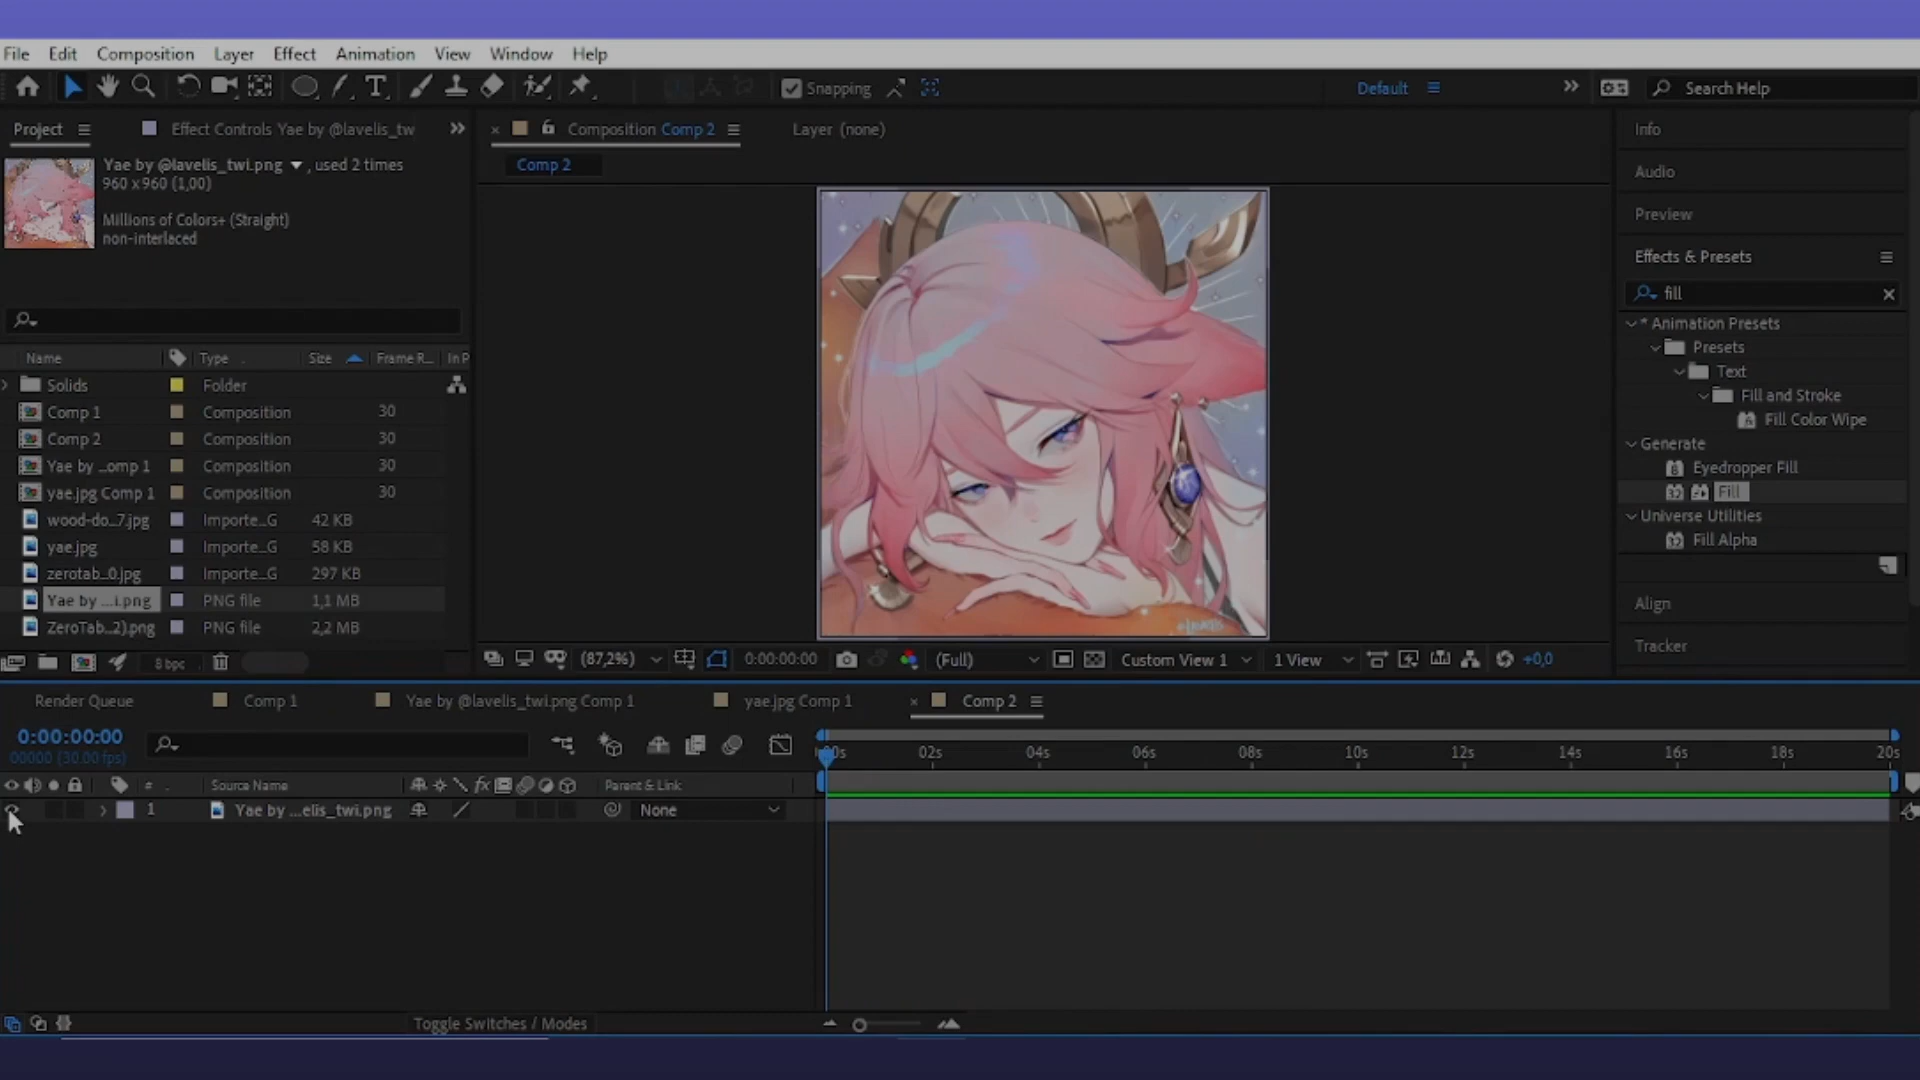 File Edit Composition Layer Effect Animation View Window Help
Snapping Default Search Help
Project Effect Controls Yae by @lavelis_tw Composition Comp 2 Layer (none)
Comp 2
Yae by @lavelis_twi.png , used 2 times
960 x 960 (1,00)
Millions of Colors+ (Straight)
non-interlaced
Name Type Size Frame R... In P
Solids Folder
Comp 1 Composition 30
Comp 2 Composition 30
Yae by ...omp 1 Composition 30
yae.jpg Comp 1 Composition 30
wood-do...7.jpg Importe...G 42 KB
yae.jpg Importe...G 58 KB
zerotab...0.jpg Importe...G 297 KB
Yae by ...i.png PNG file 1,1 MB
ZeroTab...2).png PNG file 2,2 MB
8 bpc
(87,2%) 0:00:00:00 (Full) Custom View 1 1 View +0,0
Info
Audio
Preview
Effects & Presets
fill
* Animation Presets
Presets
Text
Fill and Stroke
Fill Color Wipe
Generate
Eyedropper Fill
Fill
Universe Utilities
Fill Alpha
Align
Tracker
Render Queue Comp 1 Yae by @lavelis_twi.png Comp 1 yae.jpg Comp 1 Comp 2
0:00:00:00
00000 (30.00 fps)
02s 04s 06s 08s 10s 12s 14s 16s 18s 20s
# Source Name fx Parent & Link
1 Yae by ...elis_twi.png None
Toggle Switches / Modes